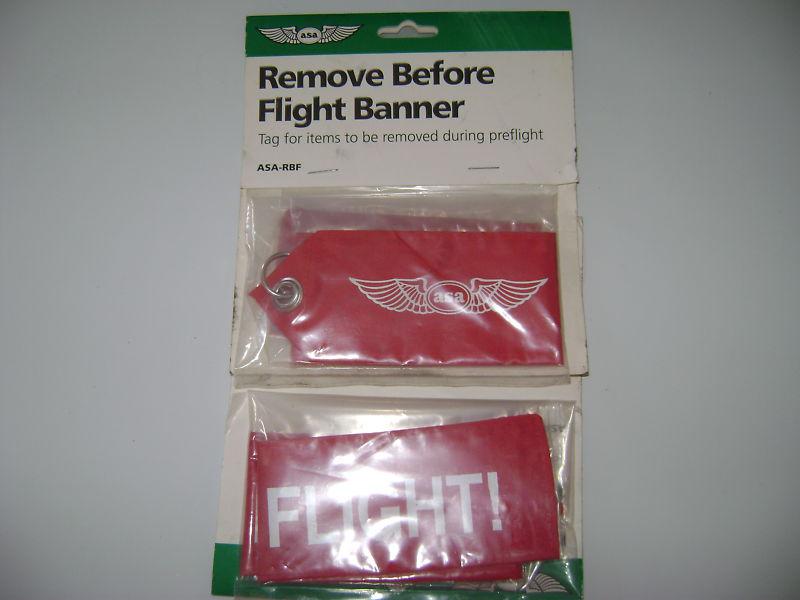 asa
Remove Before
Flight Banner
Tag for items to be removed during preflight
ASA-RBF
asa
FLIGHT!